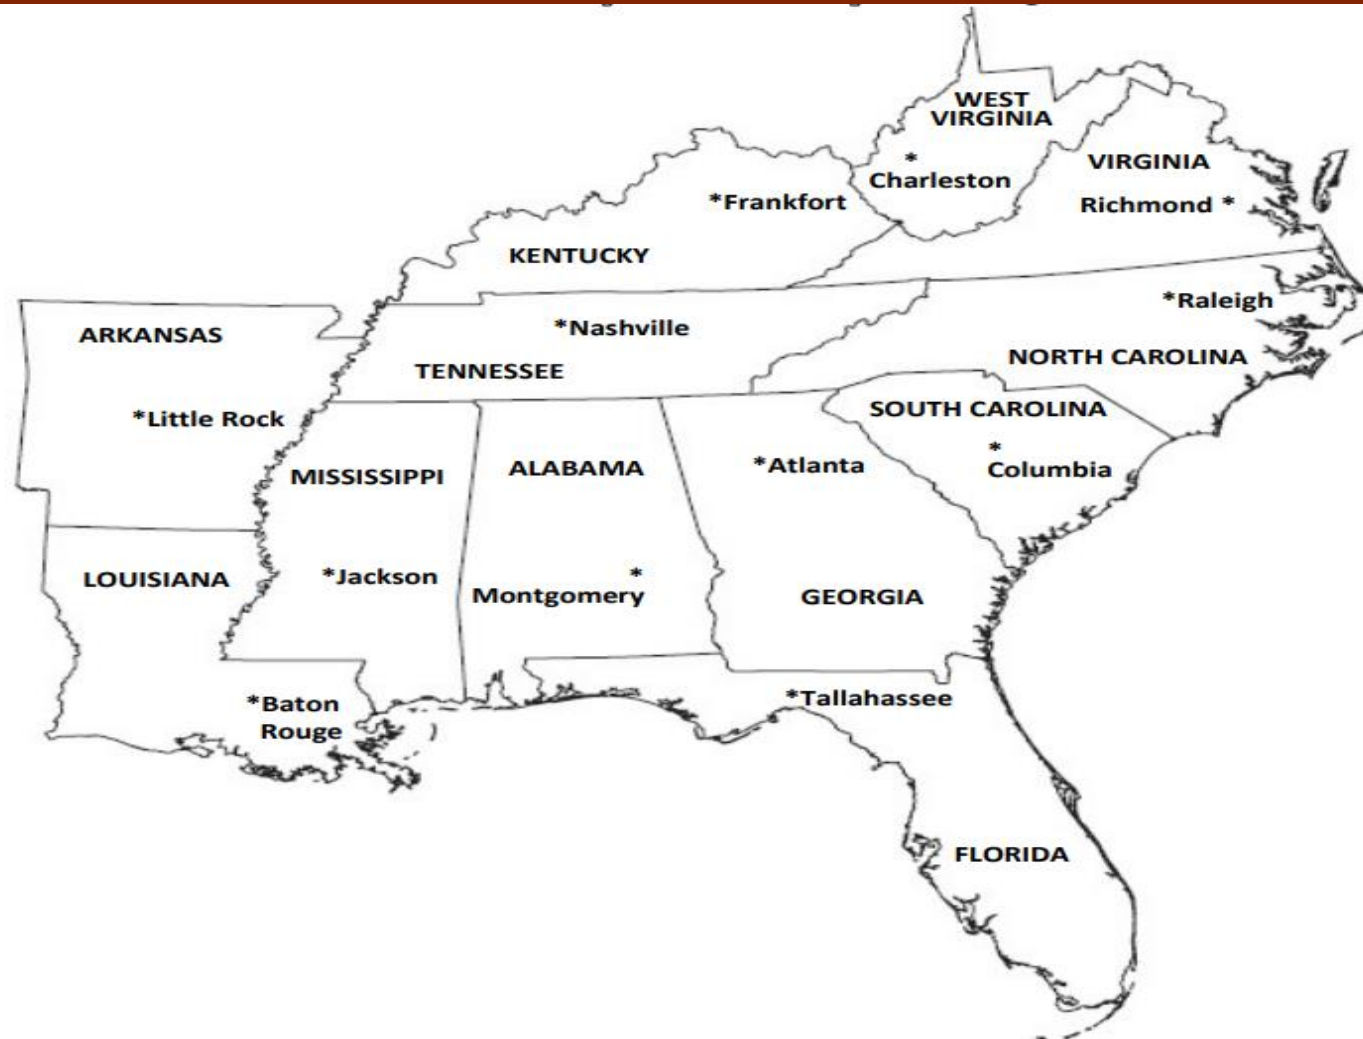 WEST
VIRGINIA
*
Charleston
VIRGINIA
Richmond *
*Frankfort
KENTUCKY
*Raleigh
NORTH CAROLINA
ARKANSAS
*Nashville
TENNESSEE
*Little Rock
SOUTH CAROLINA
*
Columbia
MISSISSIPPI
ALABAMA
*Atlanta
*Jackson
*
Montgomery
GEORGIA
LOUISIANA
*Baton
Rouge
*Tallahassee
FLORIDA